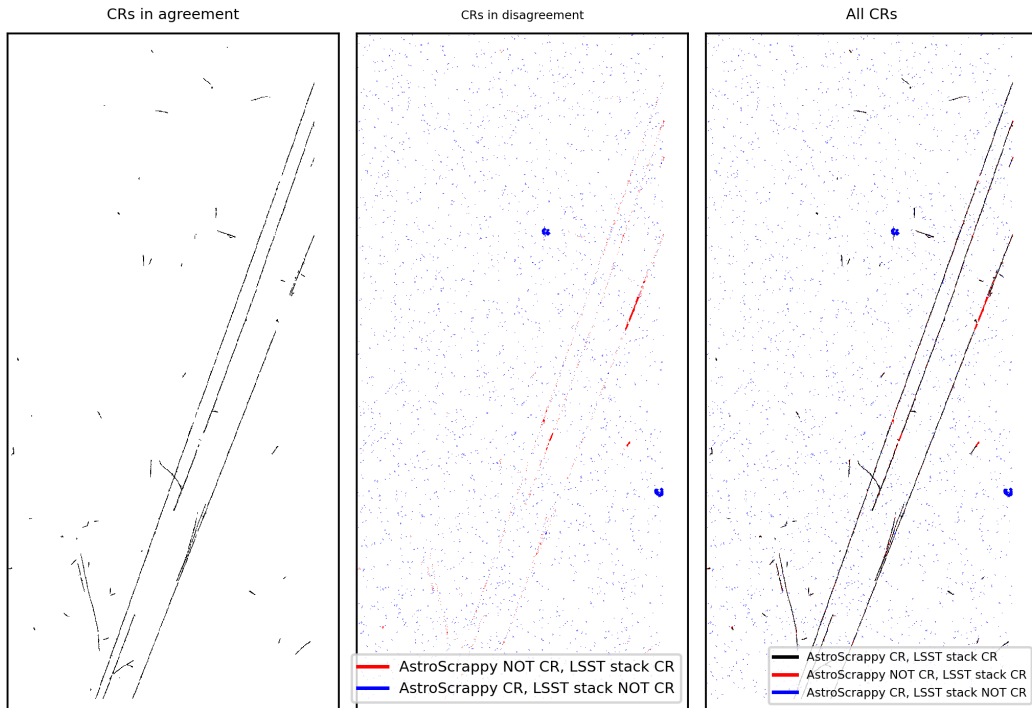 CRs in agreement
CRs in disagreement
All CRs
AstroScrappy NOT CR, LSST stack CR
AstroScrappy CR, LSST stack NOT CR
AstroScrappy CR, LSST stack CR
AstroScrappy NOT CR, LSST stack CR
AstroScrappy CR, LSST stack NOT CR